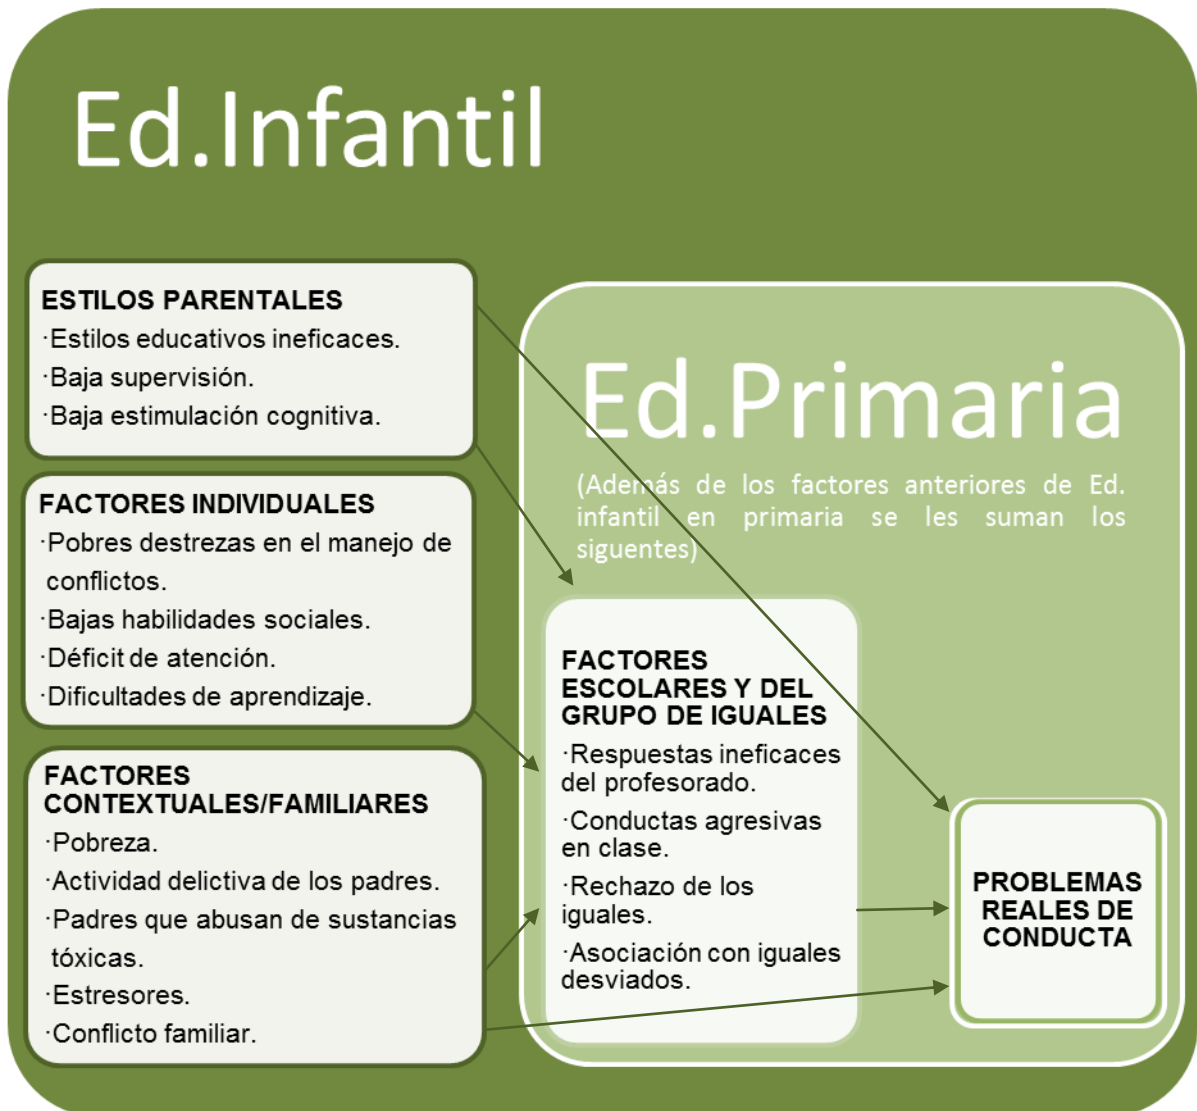 Ed.Infantil
ESTILOS PARENTALES
·Estilos educativos ineficaces.
·Baja supervisión.
·Baja estimulación cognitiva.
FACTORES INDIVIDUALES
·Pobres destrezas en el manejo de
conflictos.
·Bajas habilidades sociales.
·Déficit de atención.
·Dificultades de aprendizaje.
FACTORES
CONTEXTUALES/FAMILIARES
·Pobreza.
·Actividad delictiva de los padres.
·Padres que abusan de sustancias
tóxicas.
·Estresores.
·Conflicto familiar.
Ed.Primaria
(Además de los factores anteriores de Ed.
infantil en primaria se les suman los
siguentes)
FACTORES
ESCOLARES Y DEL
GRUPO DE IGUALES
·Respuestas ineficaces
del profesorado.
·Conductas agresivas
en clase.
·Rechazo de los
iguales.
·Asociación con iguales
desviados.
PROBLEMAS
REALES DE
CONDUCTA